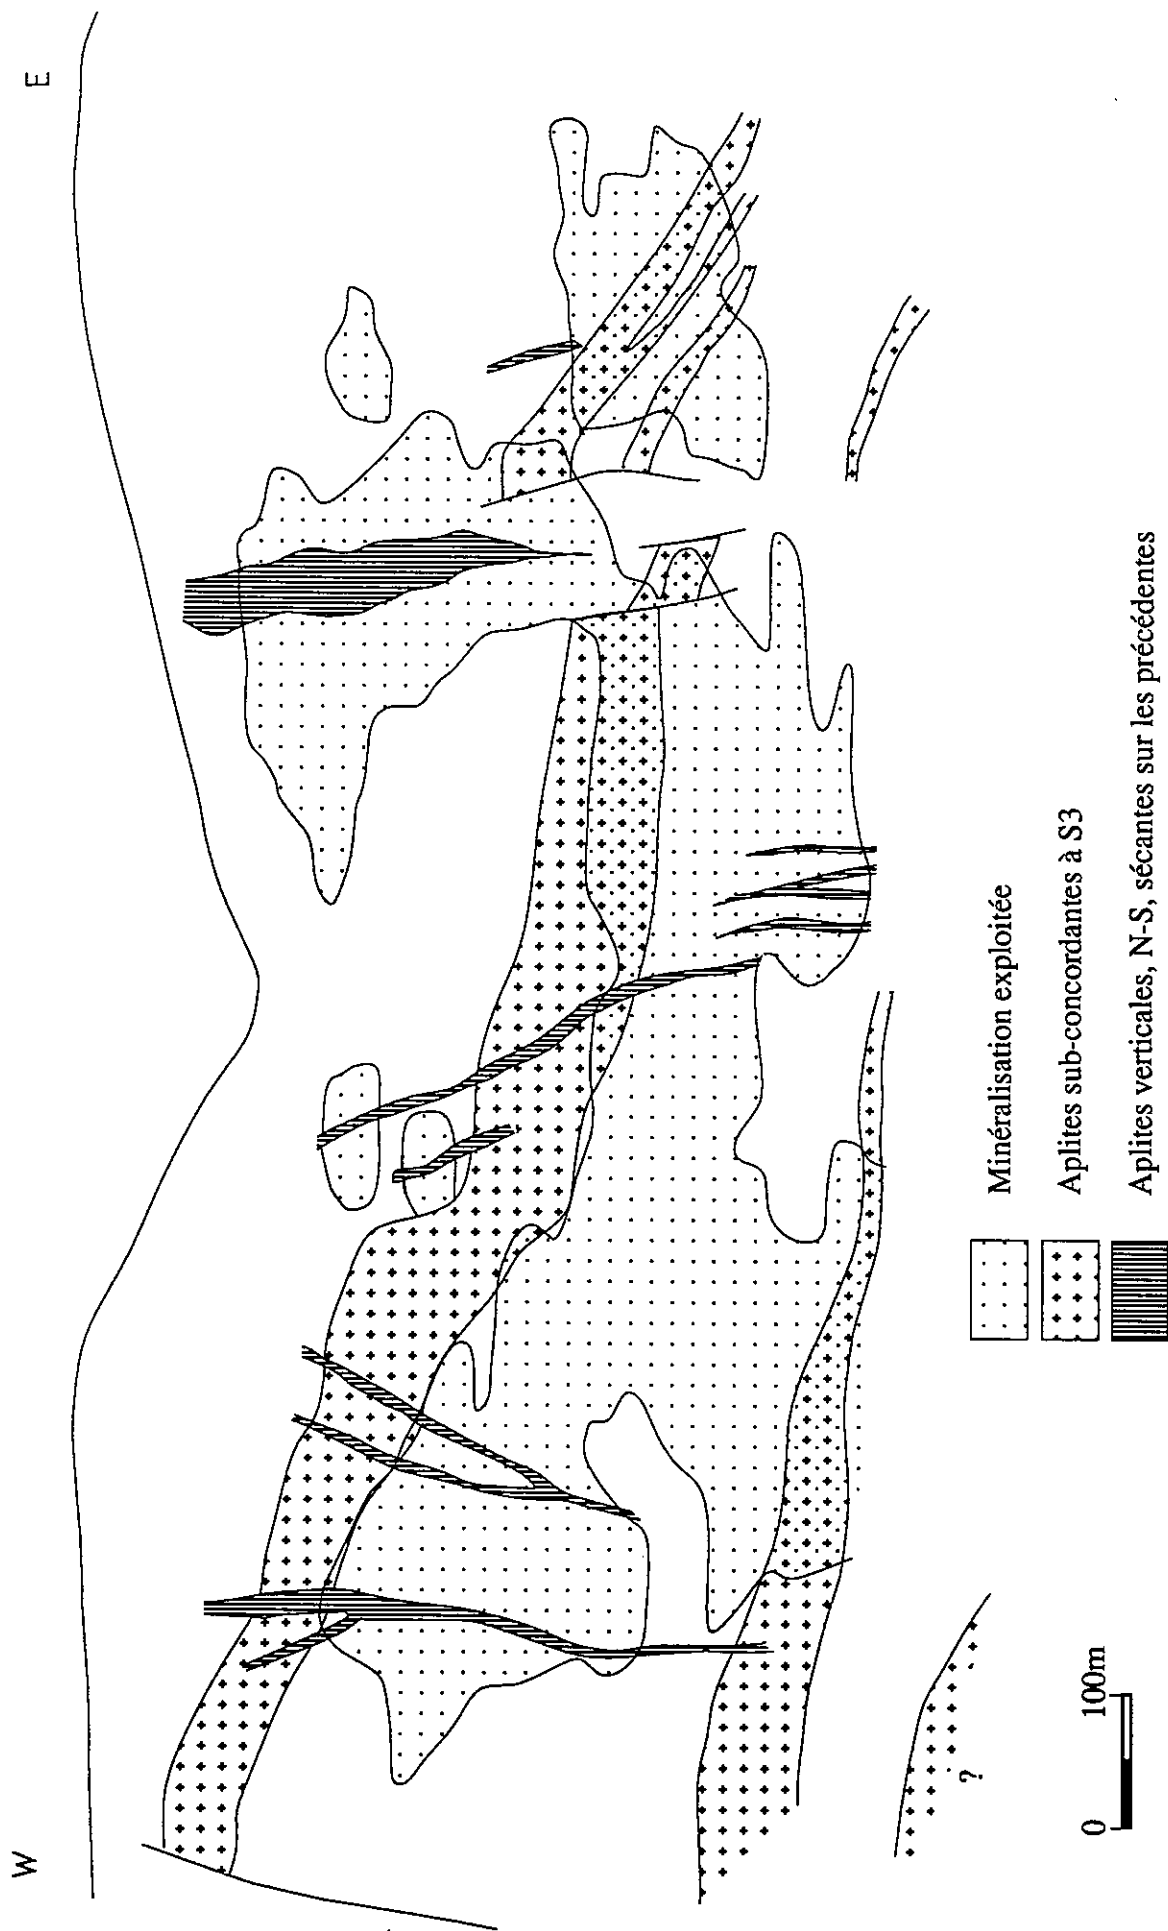 W
E
Minéralisation exploitée
Aplites sub-concordantes à S3
Aplites verticales, N-S, sécantes sur les précédentes
?
0 100m